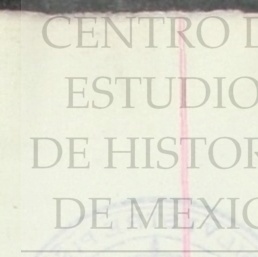 CENTRO D
ESTUDIO
DE HISTOR
DE MEXIC